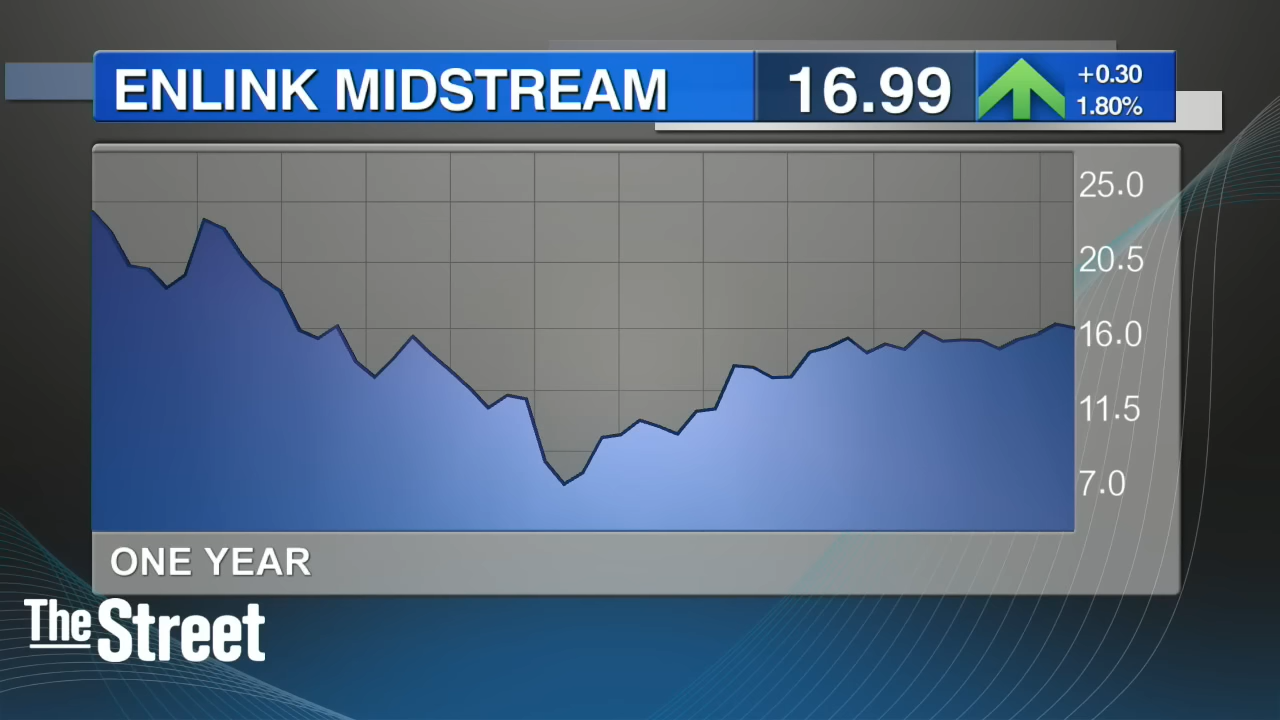 ENLINK MIDSTREAM 16.99 +0.30
1.80%
25.0
20.5
16.0
11.5
7.0
ONE YEAR
The Street